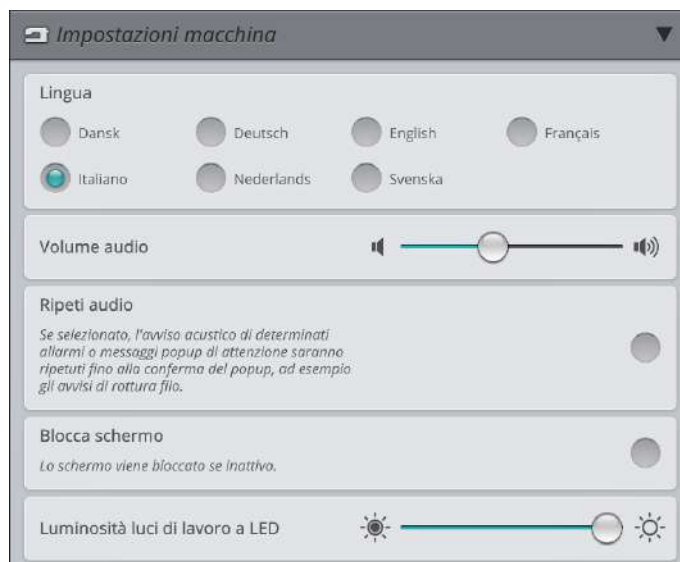 Impostazioni macchina
Lingua
Dansk Deutsch English Français
Italiano Nederlands Svenska
Volume audio
Ripeti audio
Se selezionato, l'avviso acustico di determinati
allarmi o messaggi popup di attenzione saranno
ripetuti fino alla conferma del popup, ad esempio
gli avvisi di rottura filo.
Blocca schermo
Lo schermo viene bloccato se inattivo.
Luminosità luci di lavoro a LED